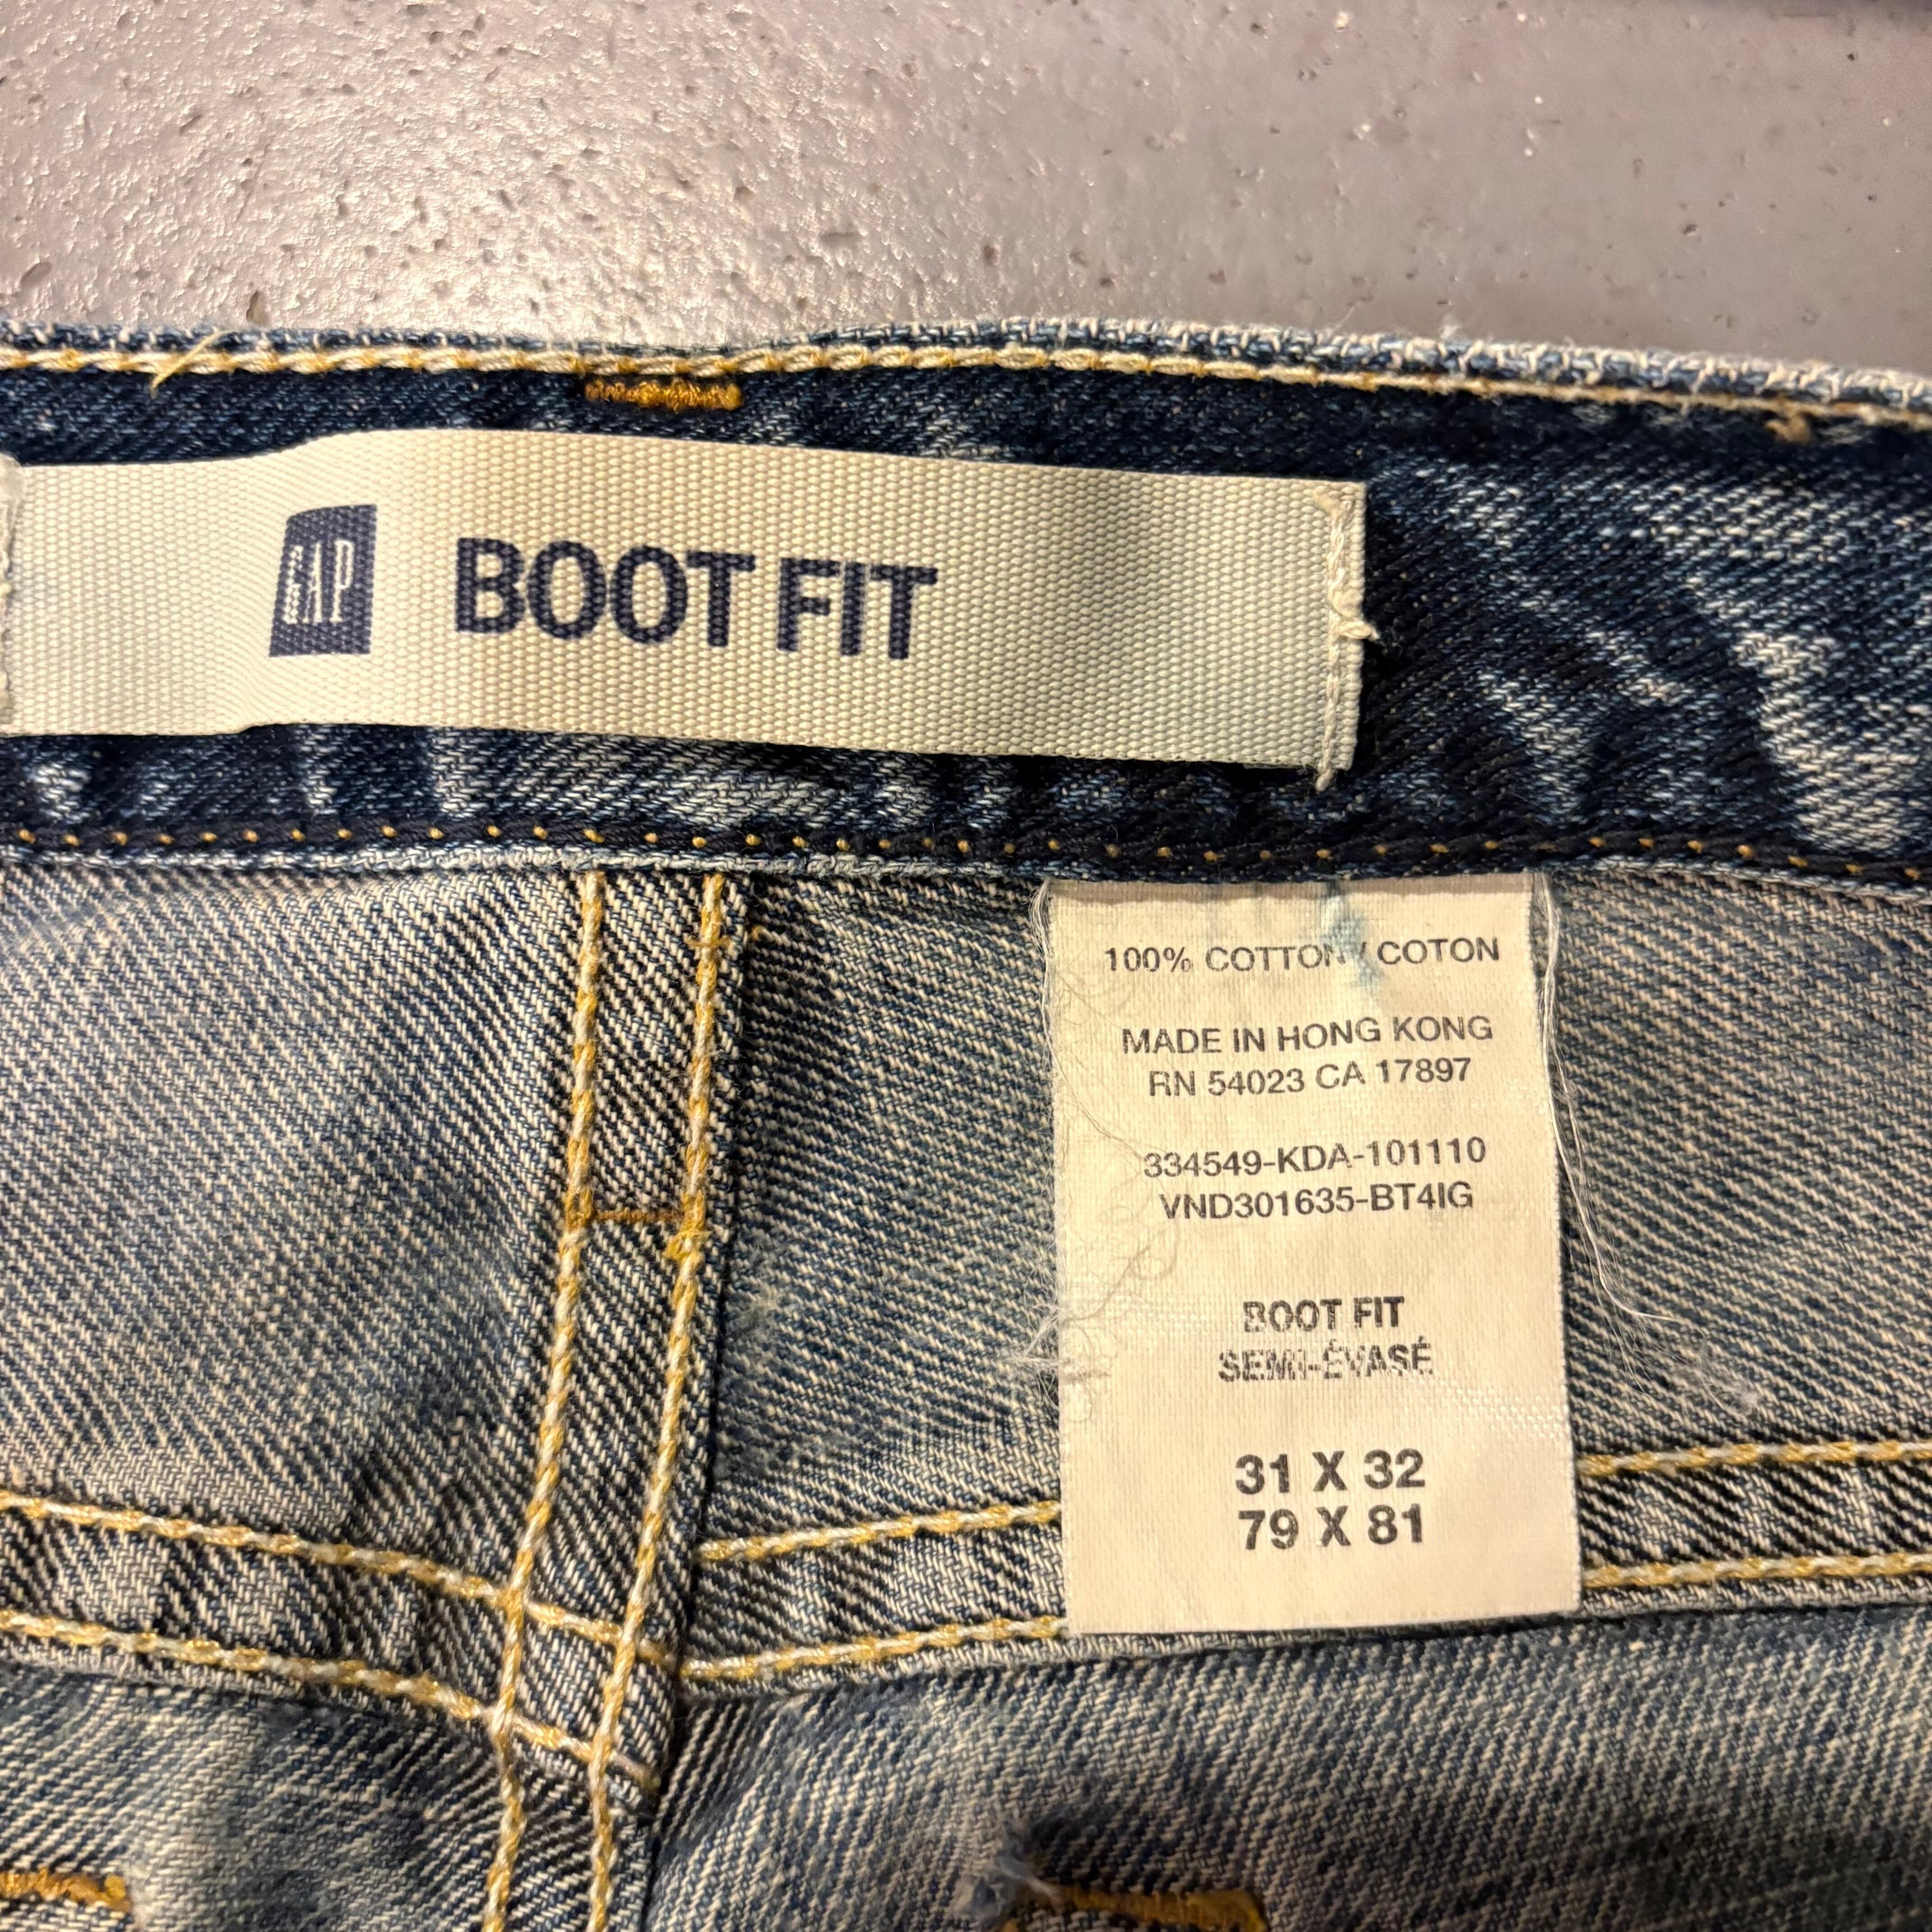 GAP BOOT FIT
100% COTTON / COTON
MADE IN HONG KONG
RN 54023 CA 17897
334549-KDA-101110
VND301635-BT4IG
BOOT FIT
SEMI-ÉVASÉ
31 X 32
79 X 81